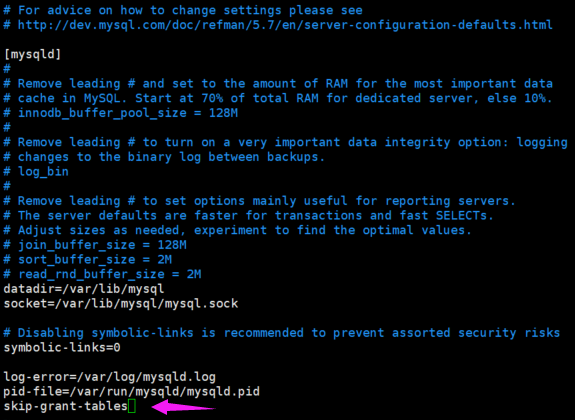 # For advice on how to change settings please see
# http://dev.mysql.com/doc/refman/5.7/en/server-configuration-defaults.html
[mysqld]
#
# Remove leading # and set to the amount of RAM for the most important data
# cache in MySQL. Start at 70% of total RAM for dedicated server, else 10%.
# innodb_buffer_pool_size = 128M
#
# Remove leading # to turn on a very important data integrity option: logging
# changes to the binary log between backups.
# log_bin
#
# Remove leading # to set options mainly useful for reporting servers.
# The server defaults are faster for transactions and fast SELECTs.
# Adjust sizes as needed, experiment to find the optimal values.
# join_buffer_size = 128M
# sort_buffer_size = 2M
# read_rnd_buffer_size = 2M
datadir=/var/lib/mysql
socket=/var/lib/mysql/mysql.sock
# Disabling symbolic-links is recommended to prevent assorted security risks
symbolic-links=0
log-error=/var/log/mysqld.log
pid-file=/var/run/mysqld/mysqld.pid
skip-grant-tables